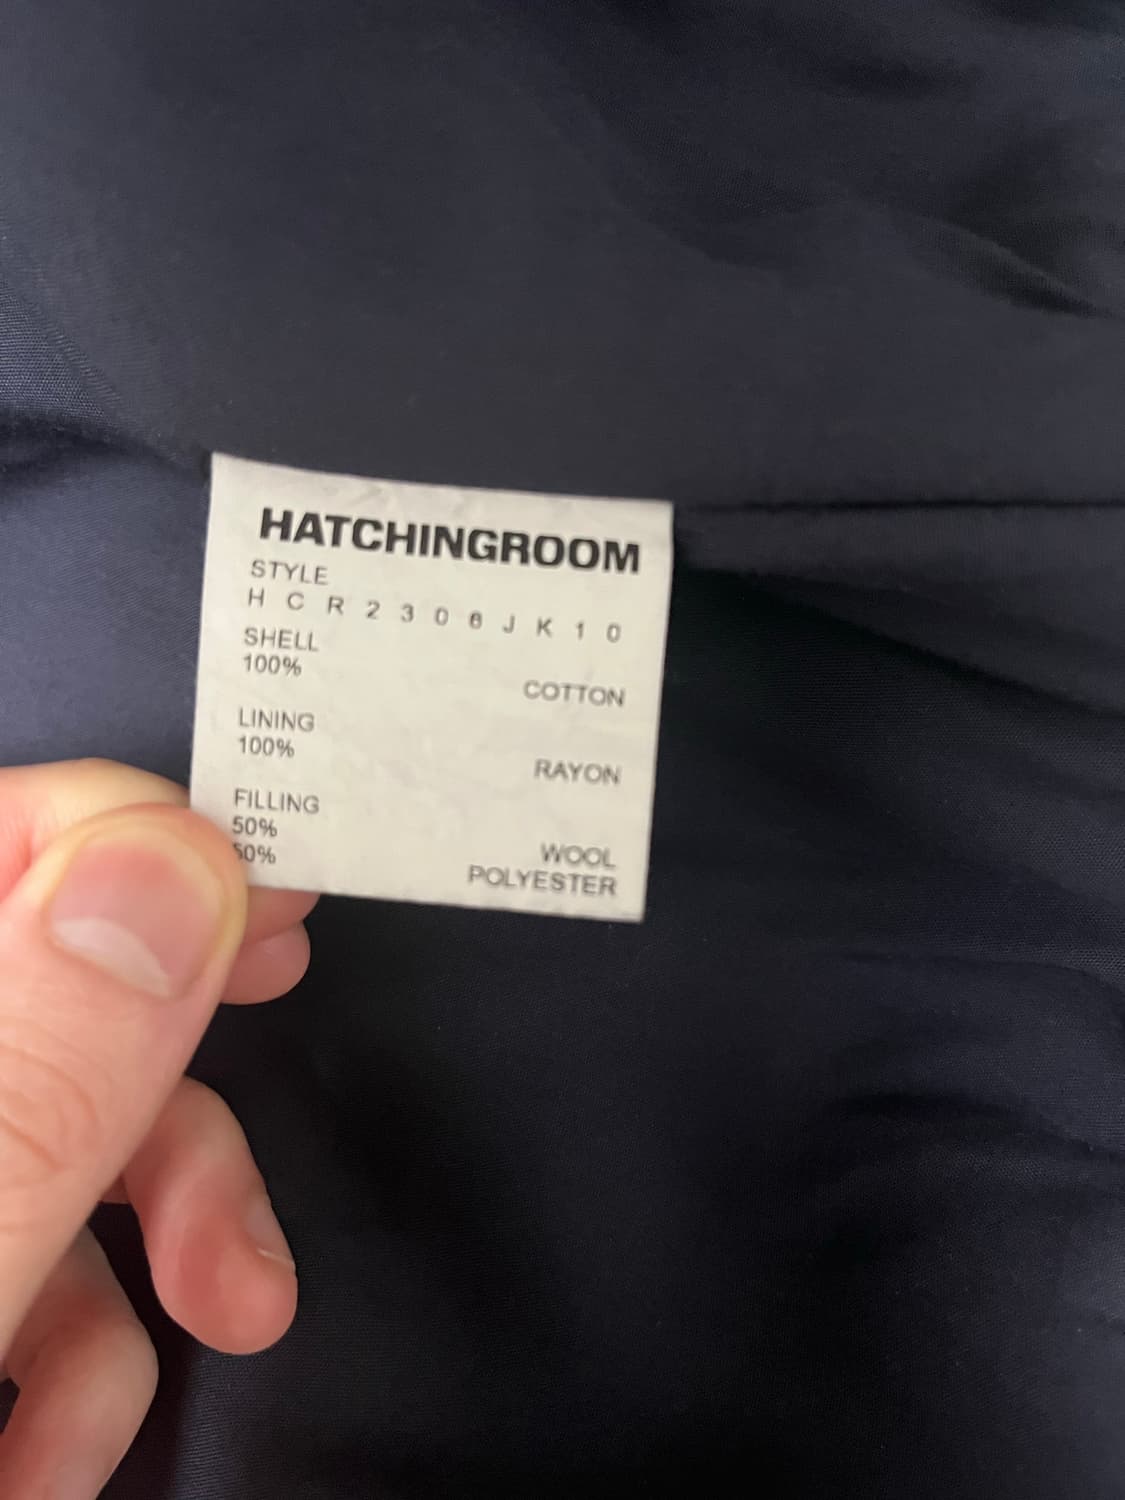 HATCHINGROOM
STYLE
H C R 2 3 0 6 J K 1 0
SHELL
100% COTTON
LINING
100% RAYON
FILLING
50% WOOL
50% POLYESTER